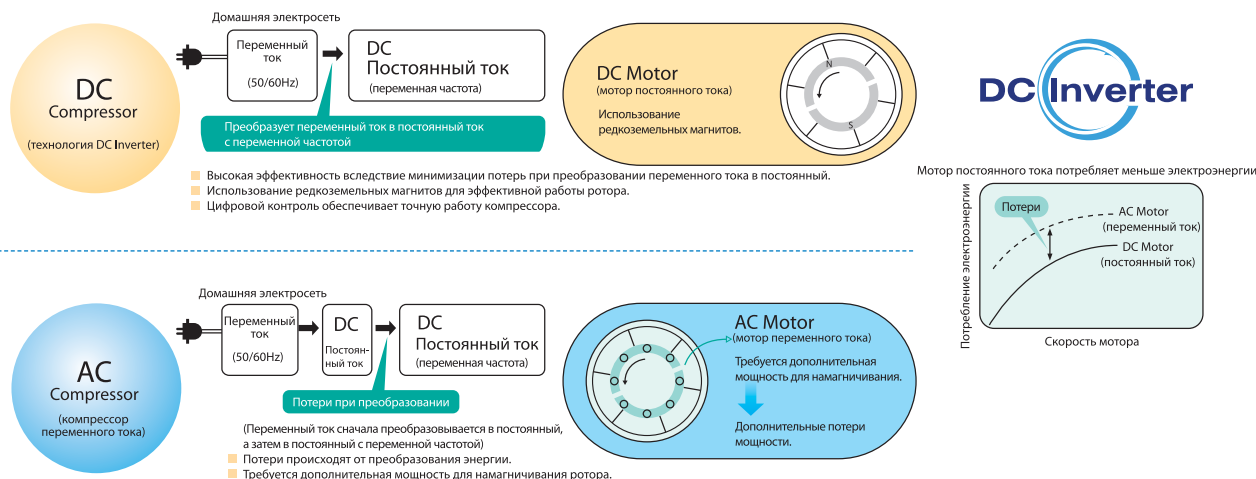 Домашняя электросеть
DC
Compressor
(технология DC Inverter)
Переменный
ток
(50/60Hz)
DC
Постоянный ток
(переменная частота)
Преобразует переменный ток в постоянный ток
с переменной частотой
DC Motor
(мотор постоянного тока)
Использование
редкоземельных магнитов.
N
S
Высокая эффективность вследствие минимизации потерь при преобразовании переменного тока в постоянный.
Использование редкоземельных магнитов для эффективной работы ротора.
Цифровой контроль обеспечивает точную работу компрессора.
DC Inverter
Мотор постоянного тока потребляет меньше электроэнергии
Потребление электроэнергии
Потери
AC Motor
(переменный ток)
DC Motor
(постоянный ток)
Скорость мотора
Домашняя электросеть
AC
Compressor
(компрессор
переменного тока)
Переменный
ток
(50/60Hz)
DC
Постоян-
ный ток
DC
Постоянный ток
(переменная частота)
Потери при преобразовании
(Переменный ток сначала преобразовывается в постоянный,
а затем в постоянный с переменной частотой)
Потери происходят от преобразования энергии.
Требуется дополнительная мощность для намагничивания ротора.
AC Motor
(мотор переменного тока)
Требуется дополнительная
мощность для намагничивания.
Дополнительные потери
мощности.